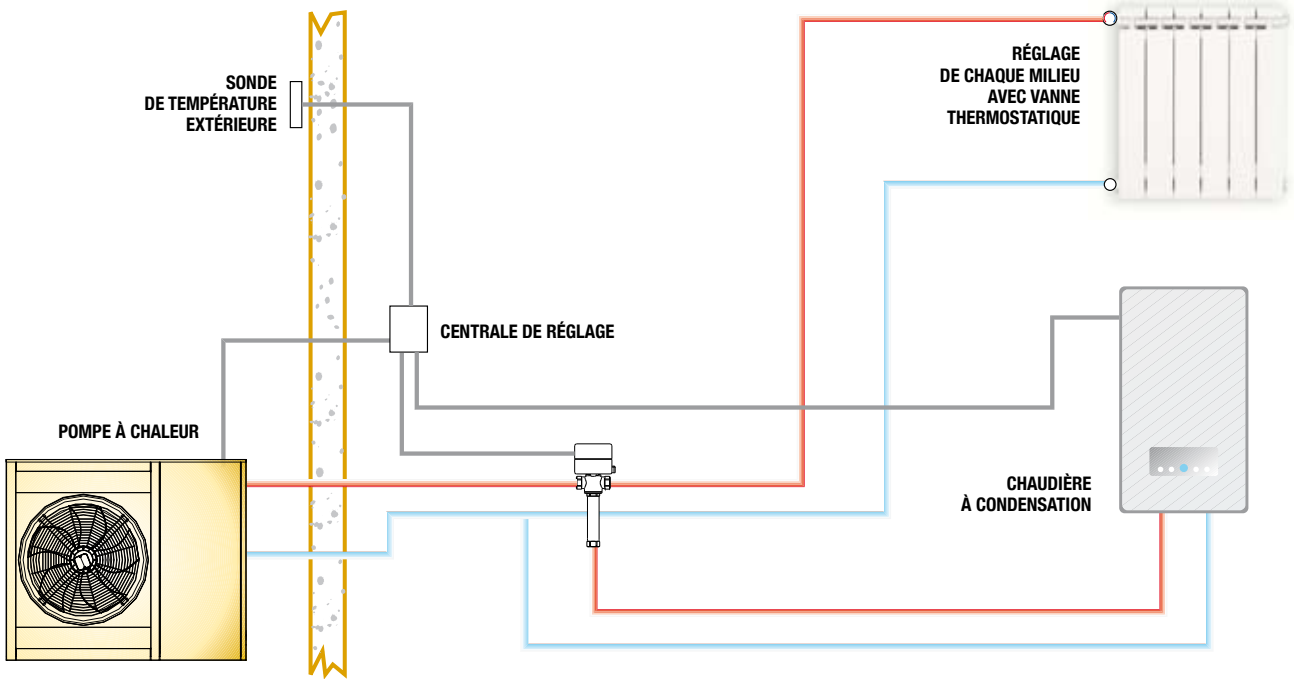 SONDE
DE TEMPÉRATURE
EXTÉRIEURE
RÉGLAGE
DE CHAQUE MILIEU
AVEC VANNE
THERMOSTATIQUE
CENTRALE DE RÉGLAGE
POMPE À CHALEUR
CHAUDIÈRE
À CONDENSATION